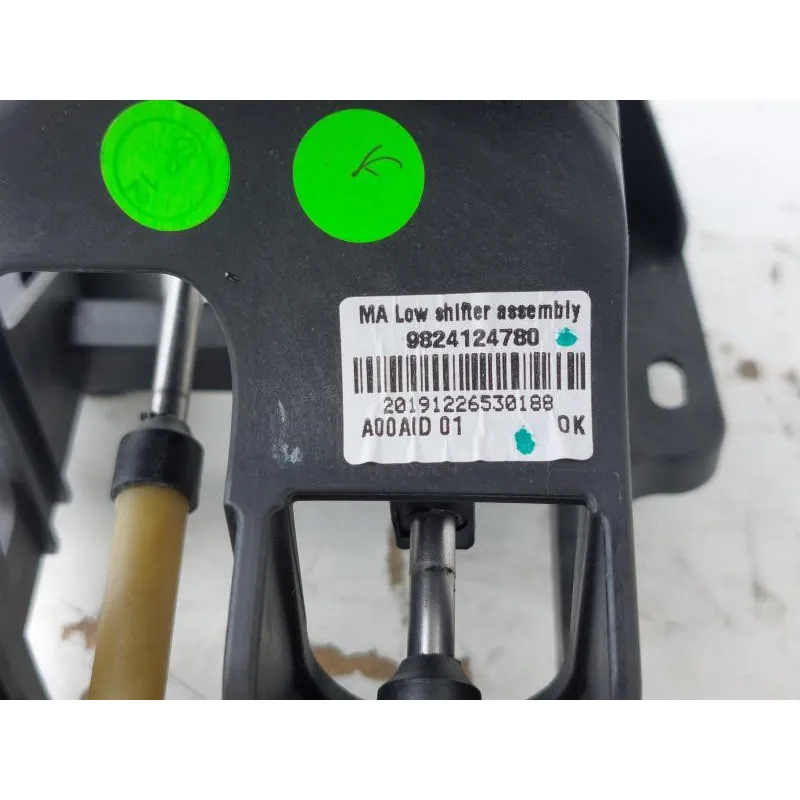 K
MA Low shifter assembly
9824124780
20191226530188
A00AID 01 OK